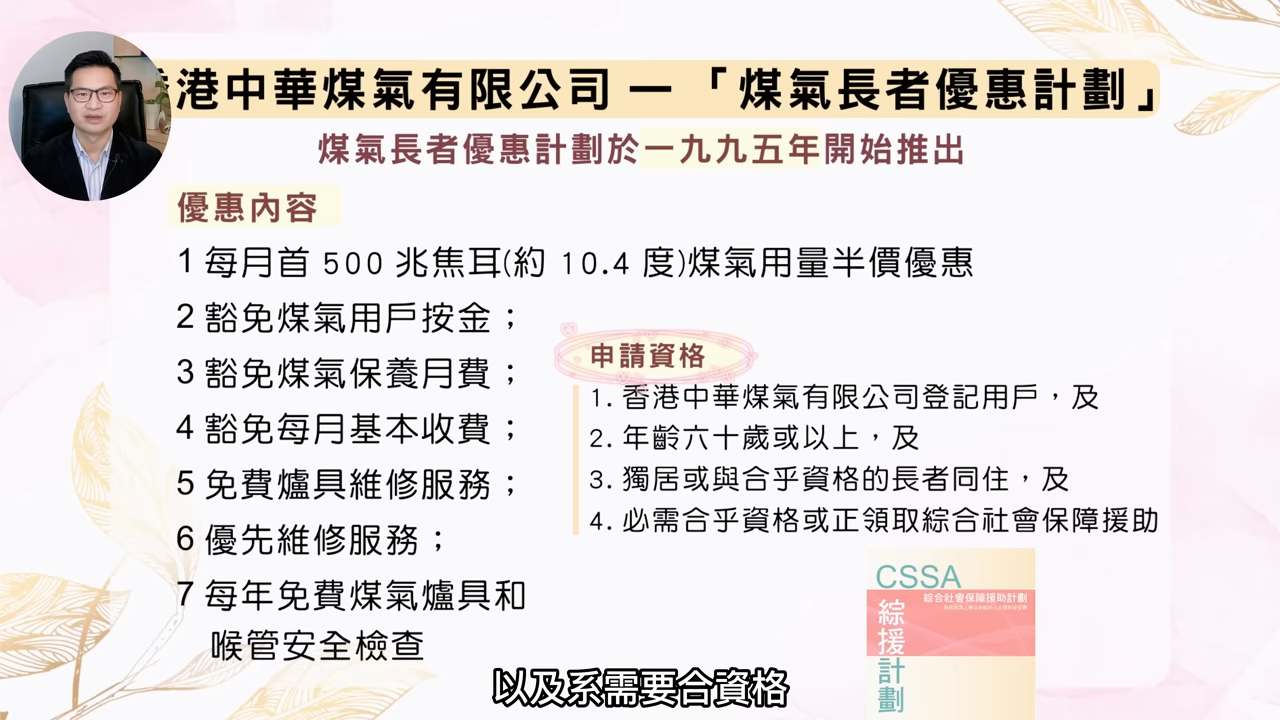 港中華煤氣有限公司 — 「煤氣長者優惠計劃」
煤氣長者優惠計劃於一九九五年開始推出
優惠內容
1 每月首 500 兆焦耳(約 10.4 度)煤氣用量半價優惠
2 豁免煤氣用戶按金；
3 豁免煤氣保養月費；
4 豁免每月基本收費；
5 免費爐具維修服務；
6 優先維修服務；
7 每年免費煤氣爐具和
喉管安全檢查
申請資格
1. 香港中華煤氣有限公司登記用戶，及
2. 年齡六十歲或以上，及
3. 獨居或與合乎資格的長者同住，及
4. 必需合乎資格或正領取綜合社會保障援助
CSSA
綜合社會保障援助計劃
綜援計劃
以及系需要合資格